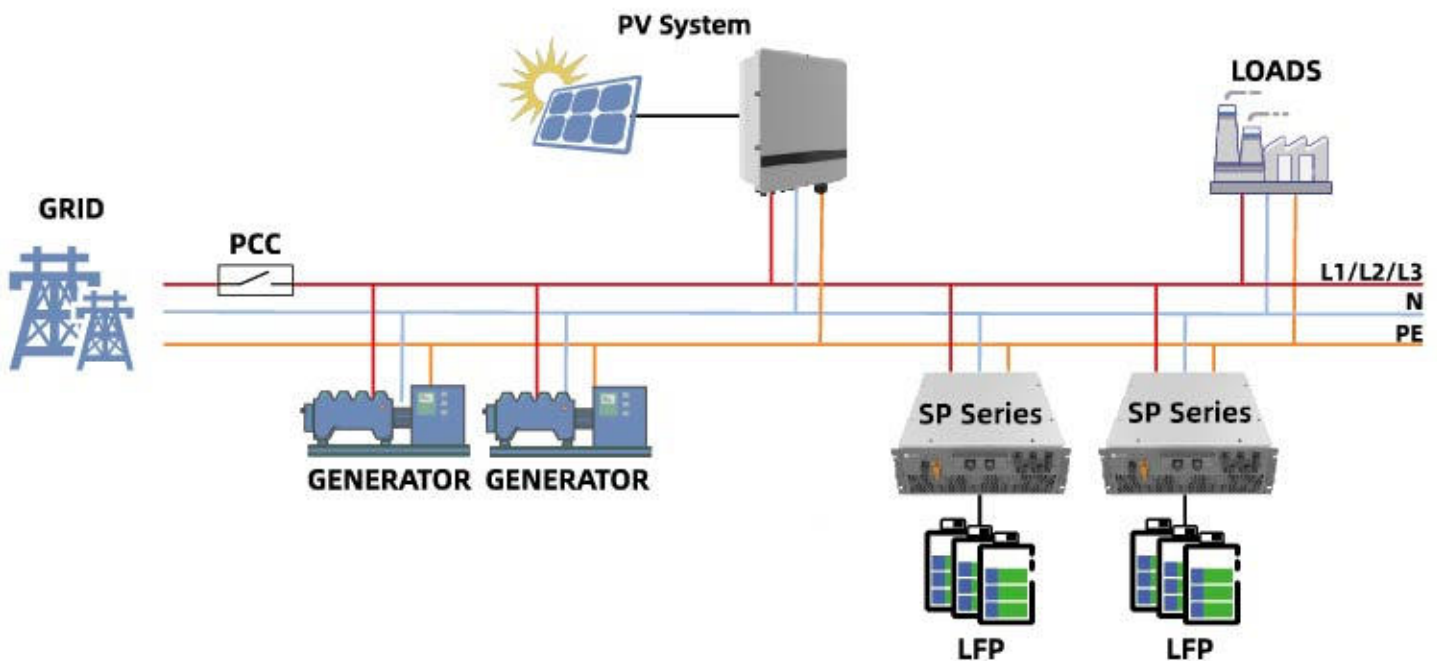 PV System
LOADS
GRID
PCC
L1/L2/L3
N
PE
SP Series
SP Series
GENERATOR
GENERATOR
LFP
LFP